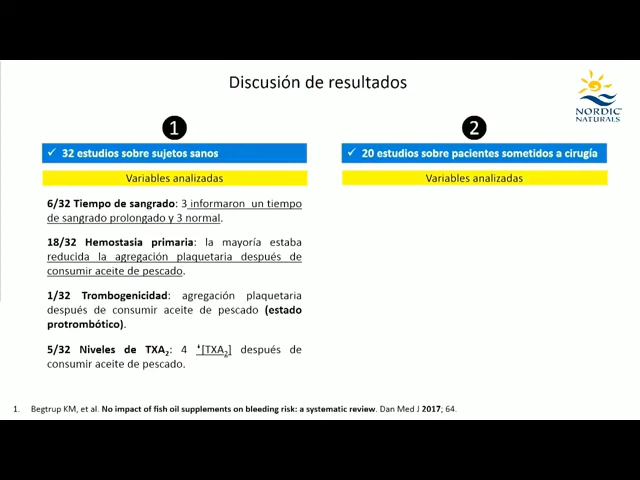 Discusión de resultados
NORDIC
NATURALS
1
✓ 32 estudios sobre sujetos sanos
Variables analizadas
6/32 Tiempo de sangrado: 3 informaron un tiempo
de sangrado prolongado y 3 normal.
18/32 Hemostasia primaria: la mayoría estaba
reducida la agregación plaquetaria después de
consumir aceite de pescado.
1/32 Trombogenicidad: agregación plaquetaria
después de consumir aceite de pescado (estado
protrombótico).
5/32 Niveles de TXA₂: 4 ꜜ[TXA₂] después de
consumir aceite de pescado.
2
✓ 20 estudios sobre pacientes sometidos a cirugía
Variables analizadas
1. Begtrup KM, et al. No impact of fish oil supplements on bleeding risk: a systematic review. Dan Med J 2017; 64.